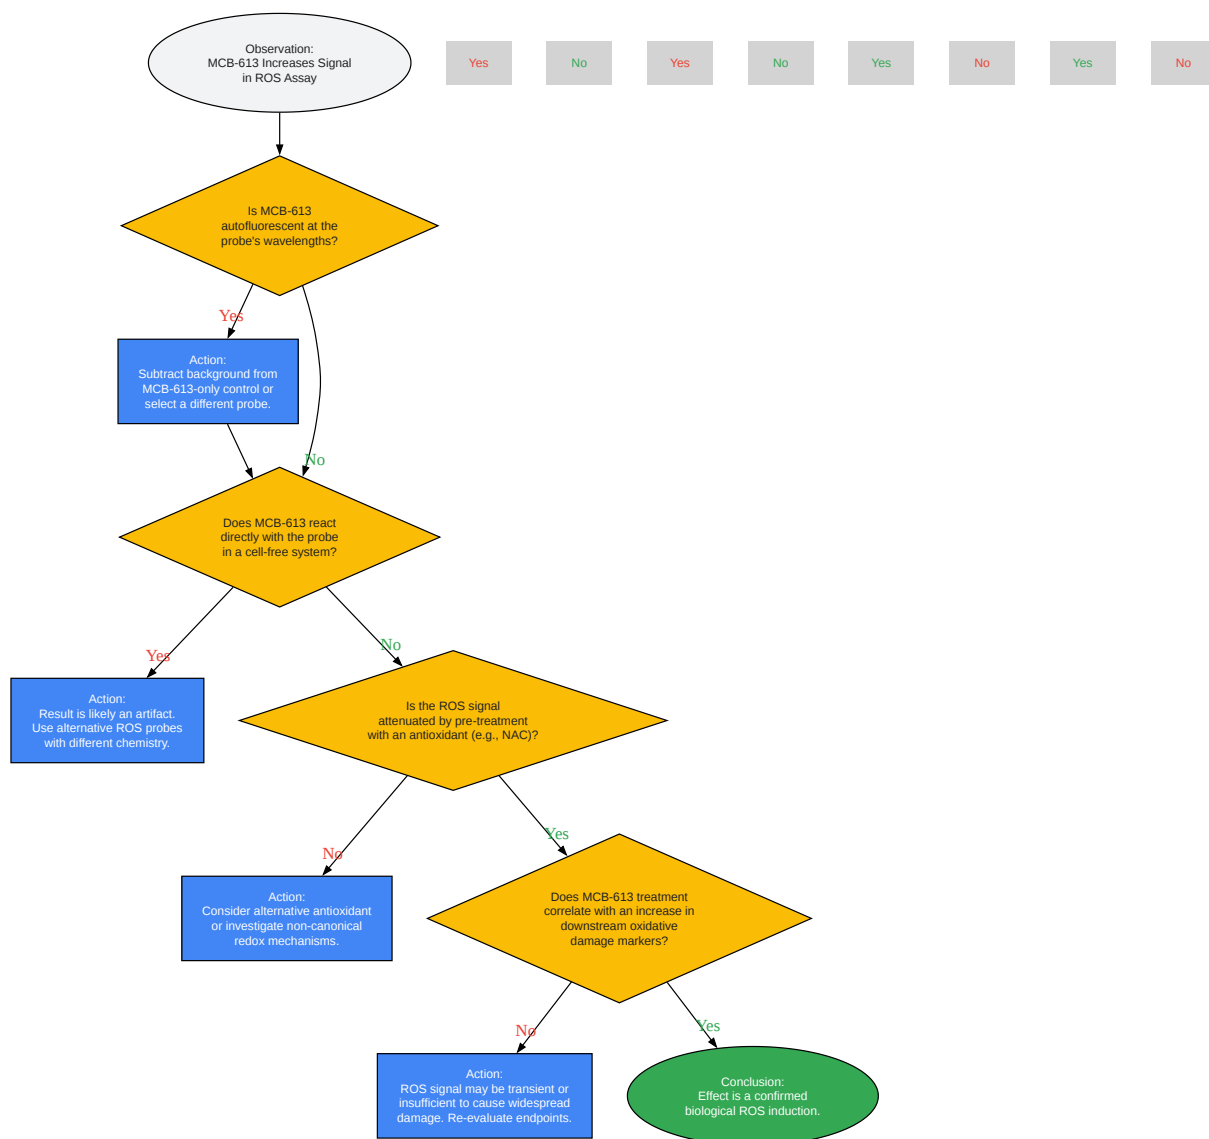 Observation:
MCB-613 Increases Signal
in ROS Assay
Yes
No
Yes
No
Yes
No
Yes
No
Is MCB-613
autofluorescent at the
probe's wavelengths?
Yes
Action:
Subtract background from
MCB-613-only control or
select a different probe.
No
Does MCB-613 react
directly with the probe
in a cell-free system?
Yes
No
Action:
Result is likely an artifact.
Use alternative ROS probes
with different chemistry.
Is the ROS signal
attenuated by pre-treatment
with an antioxidant (e.g., NAC)?
No
Yes
Action:
Consider alternative antioxidant
or investigate non-canonical
redox mechanisms.
Does MCB-613 treatment
correlate with an increase in
downstream oxidative
damage markers?
No
Yes
Action:
ROS signal may be transient or
insufficient to cause widespread
damage. Re-evaluate endpoints.
Conclusion:
Effect is a confirmed
biological ROS induction.